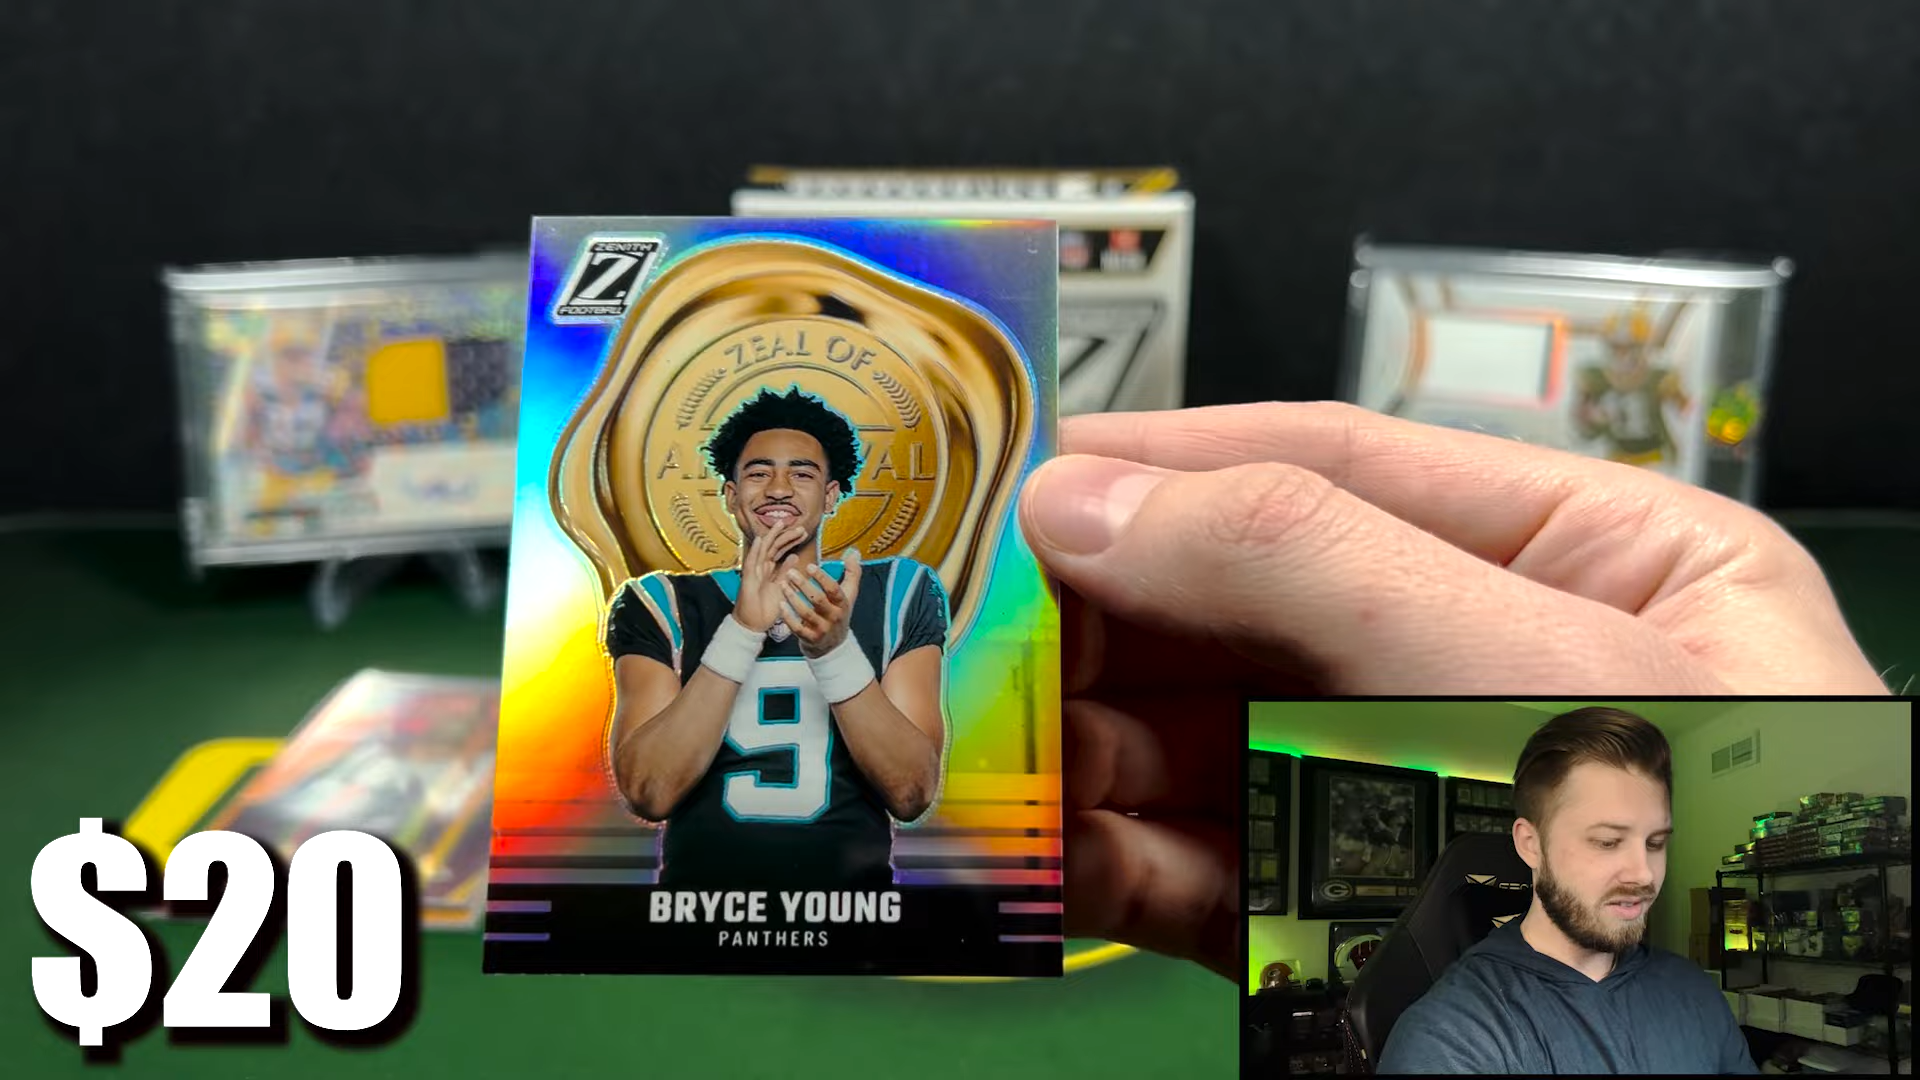 ZENITH
Z
FOOTBALL
ZEAL OF
9
BRYCE YOUNG
PANTHERS
$20
G